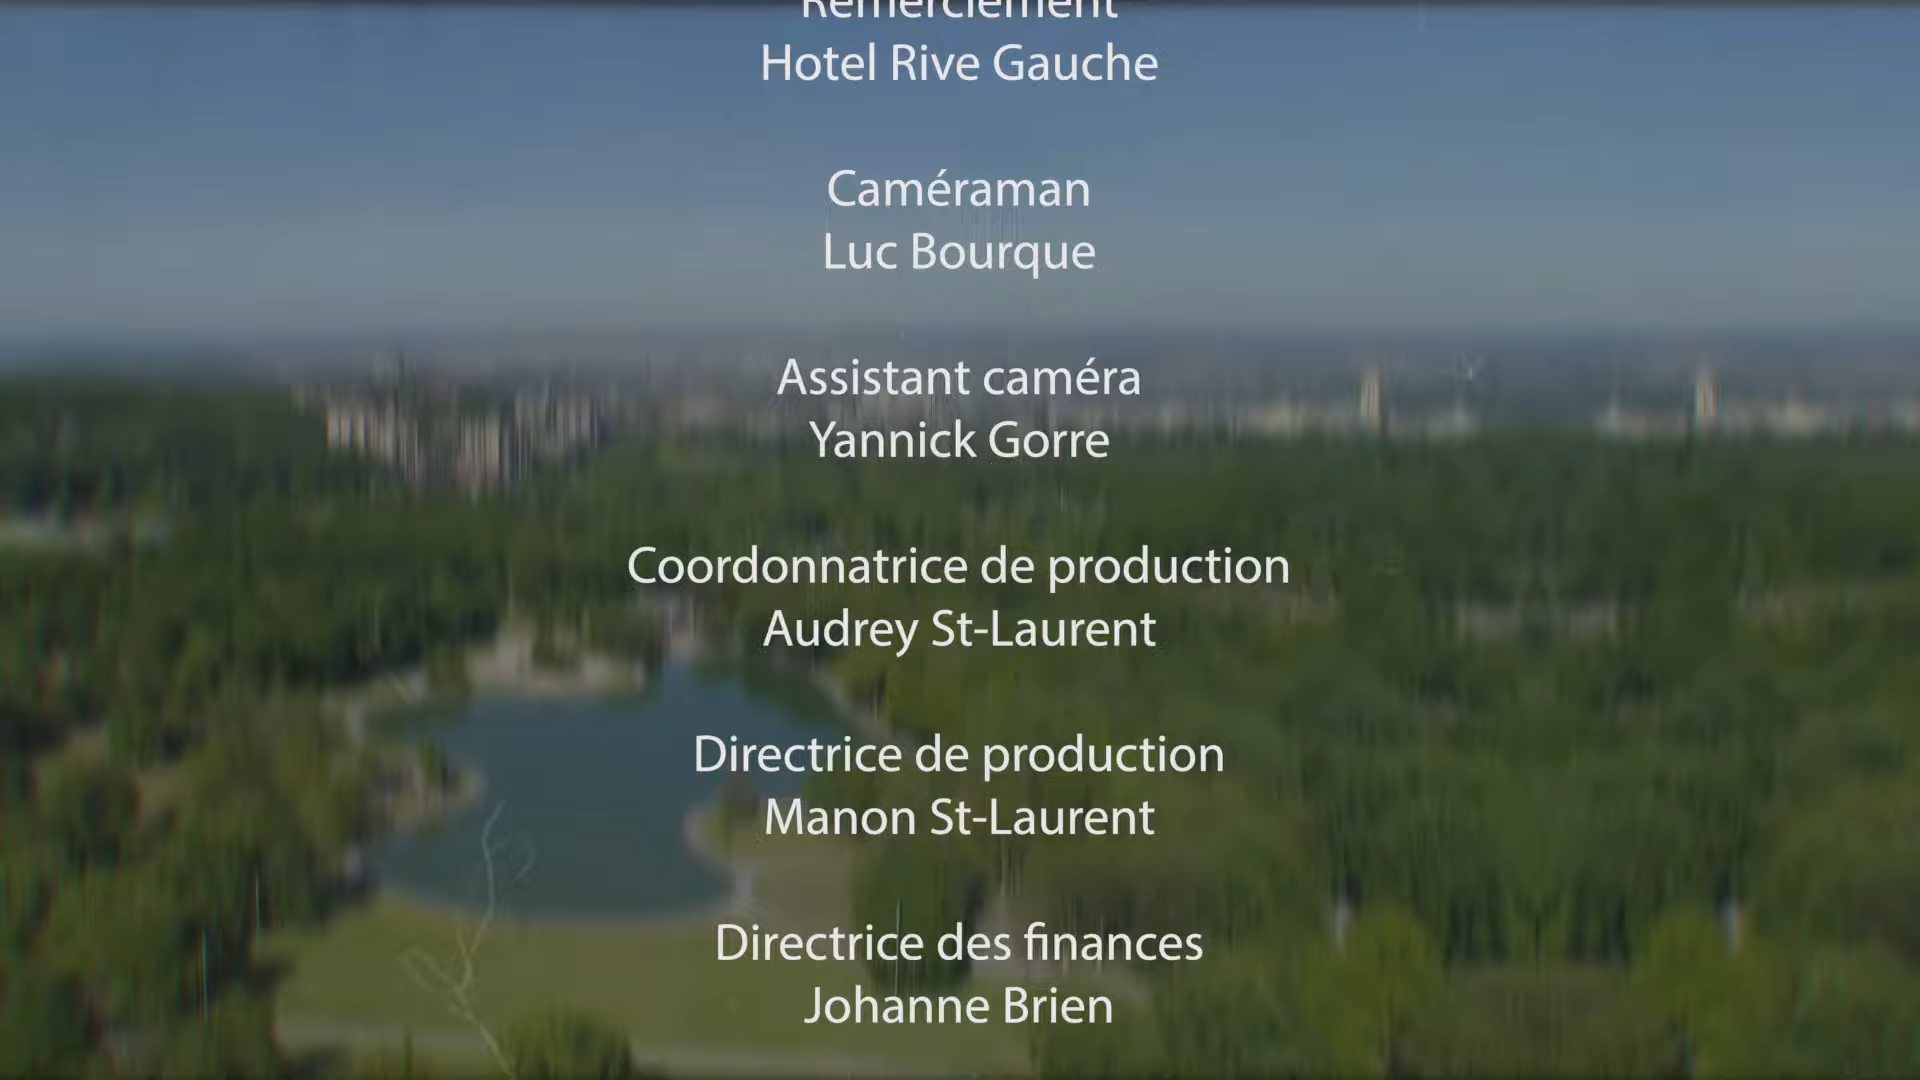 Remerciement
Hotel Rive Gauche
Caméraman
Luc Bourque
Assistant caméra
Yannick Gorre
Coordonnatrice de production
Audrey St-Laurent
Directrice de production
Manon St-Laurent
Directrice des finances
Johanne Brien